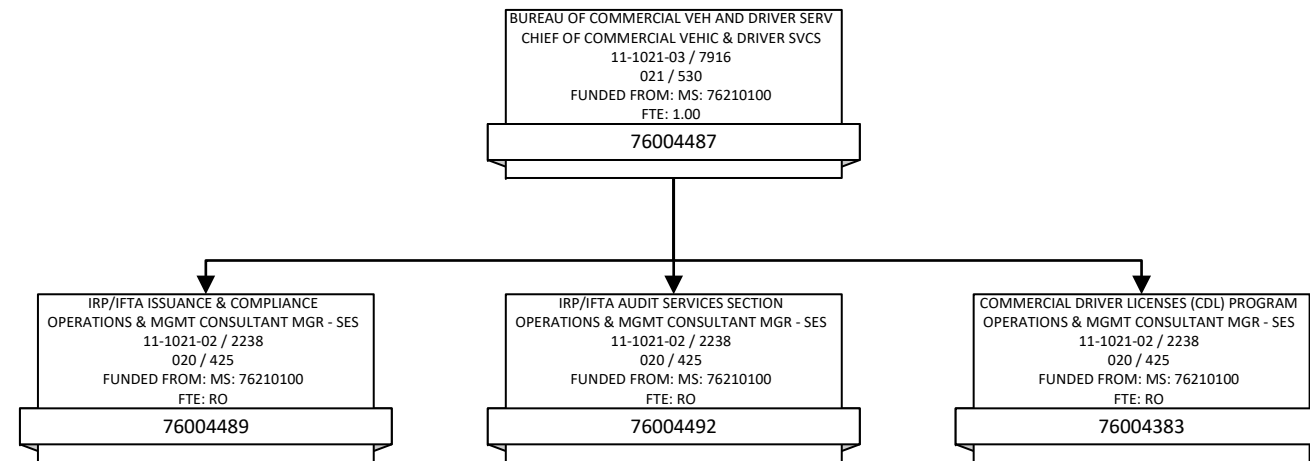 BUREAU OF COMMERCIAL VEH AND DRIVER SERV
CHIEF OF COMMERCIAL VEHIC & DRIVER SVCS
11-1021-03 / 7916
021 / 530
FUNDED FROM: MS: 76210100
FTE: 1.00
76004487
IRP/IFTA ISSUANCE & COMPLIANCE
OPERATIONS & MGMT CONSULTANT MGR - SES
11-1021-02 / 2238
020 / 425
FUNDED FROM: MS: 76210100
FTE: RO
76004489
IRP/IFTA AUDIT SERVICES SECTION
OPERATIONS & MGMT CONSULTANT MGR - SES
11-1021-02 / 2238
020 / 425
FUNDED FROM: MS: 76210100
FTE: RO
76004492
COMMERCIAL DRIVER LICENSES (CDL) PROGRAM
OPERATIONS & MGMT CONSULTANT MGR - SES
11-1021-02 / 2238
020 / 425
FUNDED FROM: MS: 76210100
FTE: RO
76004383